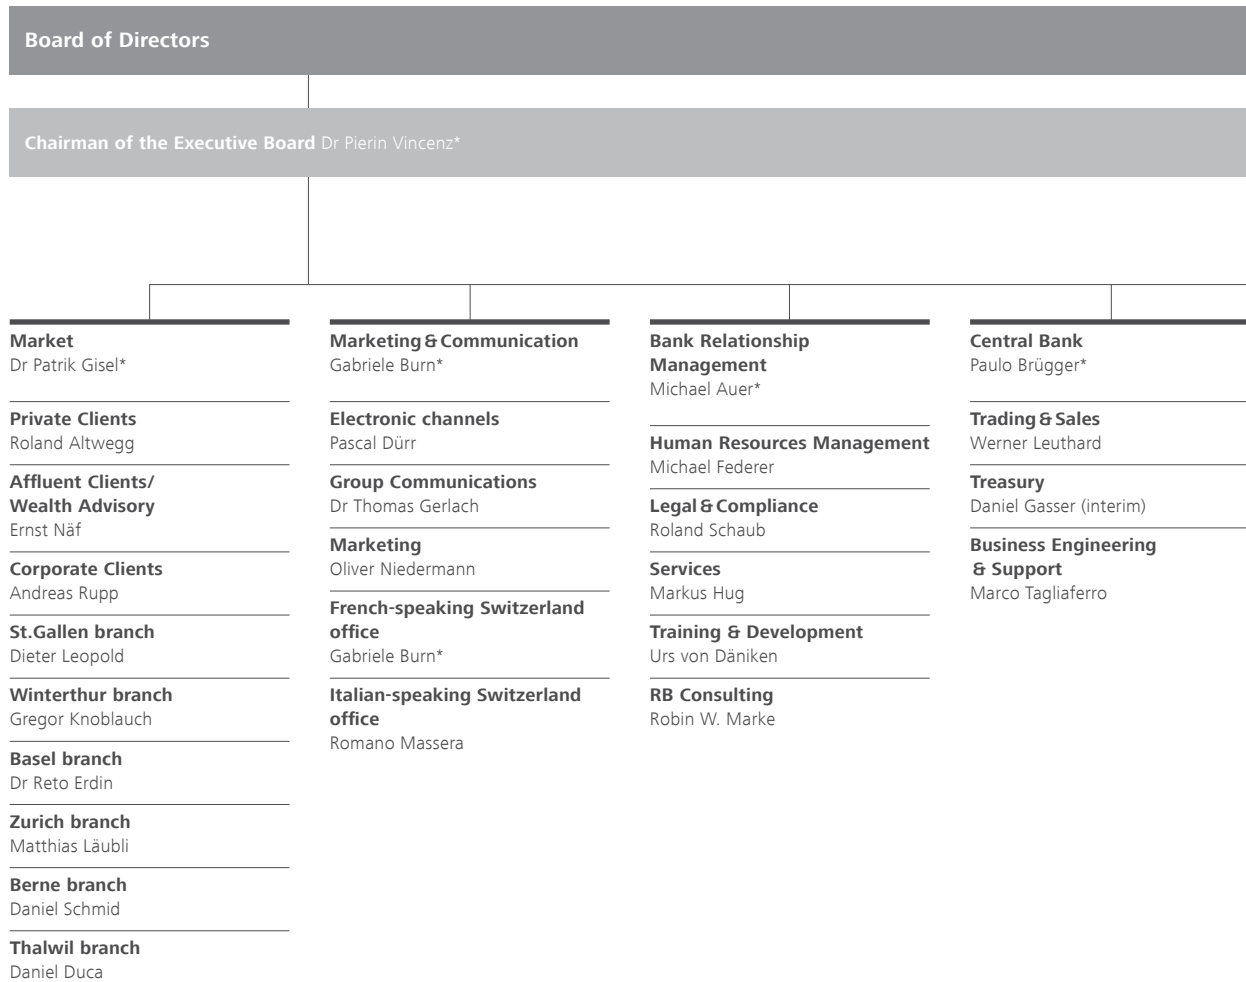 Board of Directors
Chairman of the Executive Board Dr Pierin Vincenz*
Market
Dr Patrik Gisel*
Private Clients
Roland Altwegg
Affluent Clients/
Wealth Advisory
Ernst Näf
Corporate Clients
Andreas Rupp
St.Gallen branch
Dieter Leopold
Winterthur branch
Gregor Knoblauch
Basel branch
Dr Reto Erdin
Zurich branch
Matthias Läubli
Berne branch
Daniel Schmid
Thalwil branch
Daniel Duca
Marketing & Communication
Gabriele Burn*
Electronic channels
Pascal Dürr
Group Communications
Dr Thomas Gerlach
Marketing
Oliver Niedermann
French-speaking Switzerland
office
Gabriele Burn*
Italian-speaking Switzerland
office
Romano Massera
Bank Relationship
Management
Michael Auer*
Human Resources Management
Michael Federer
Legal & Compliance
Roland Schaub
Services
Markus Hug
Training & Development
Urs von Däniken
RB Consulting
Robin W. Marke
Central Bank
Paulo Brügger*
Trading & Sales
Werner Leuthard
Treasury
Daniel Gasser (interim)
Business Engineering
& Support
Marco Tagliaferro